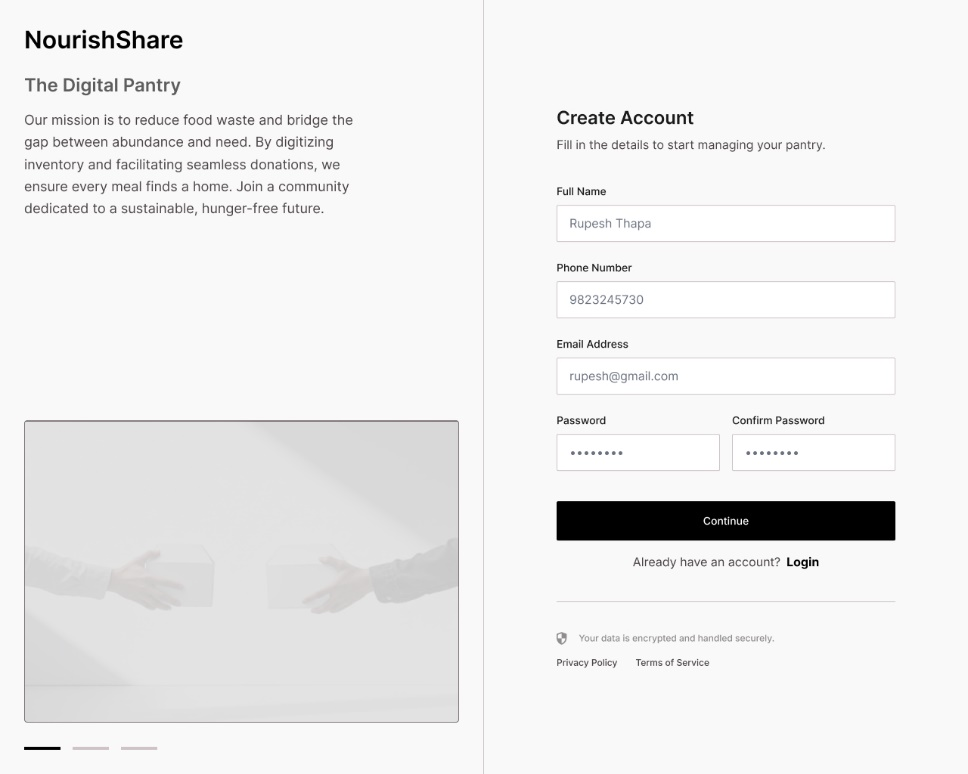 NourishShare
The Digital Pantry
Our mission is to reduce food waste and bridge the
gap between abundance and need. By digitizing
inventory and facilitating seamless donations, we
ensure every meal finds a home. Join a community
dedicated to a sustainable, hunger-free future.
Create Account
Fill in the details to start managing your pantry.
Full Name
Rupesh Thapa
Phone Number
9823245730
Email Address
rupesh@gmail.com
Password
Confirm Password
••••••••
••••••••
Continue
Already have an account? Login
Your data is encrypted and handled securely.
Privacy Policy
Terms of Service